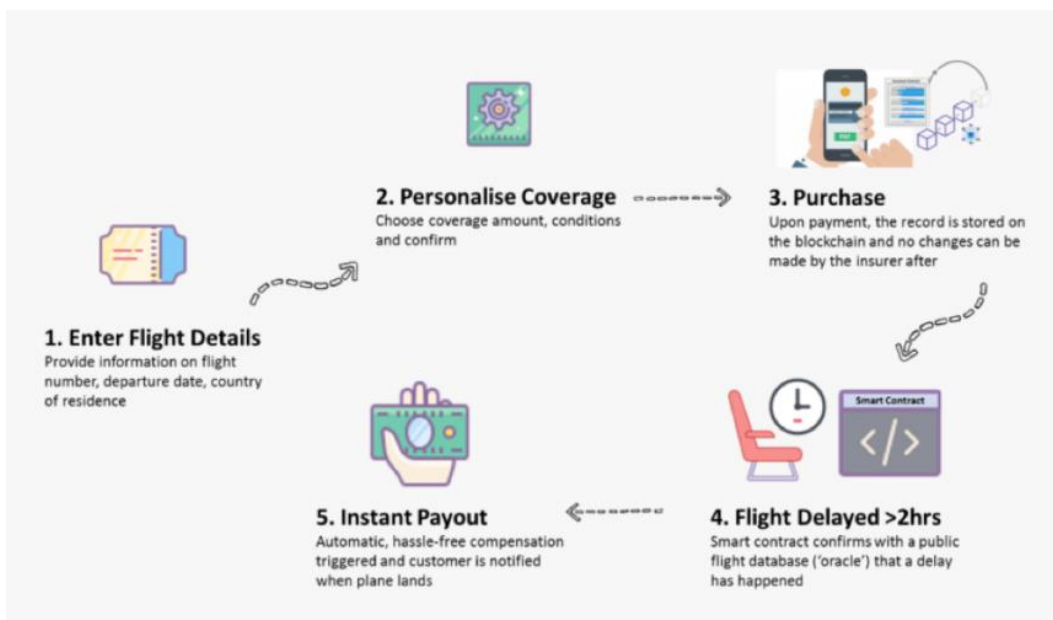 1. Enter Flight Details
Provide information on flight
number, departure date, country
of residence
2. Personalise Coverage
Choose coverage amount, conditions
and confirm
3. Purchase
Upon payment, the record is stored on
the blockchain and no changes can be
made by the insurer after
Smart Contract
</>
4. Flight Delayed >2hrs
Smart contract confirms with a public
flight database ('oracle') that a delay
has happened
5. Instant Payout
Automatic, hassle-free compensation
triggered and customer is notified
when plane lands